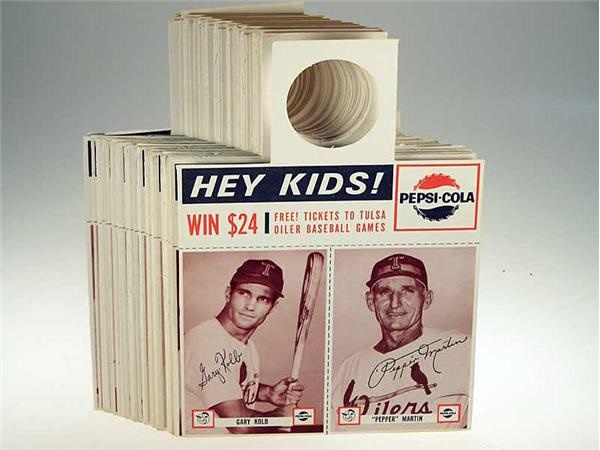 HEY KIDS!
PEPSI-COLA
WIN $24
FREE! TICKETS TO TULSA
OILER BASEBALL GAMES
T
T
Gary Kolb
Pepper Martin
Oilers
GARY KOLB
"PEPPER" MARTIN